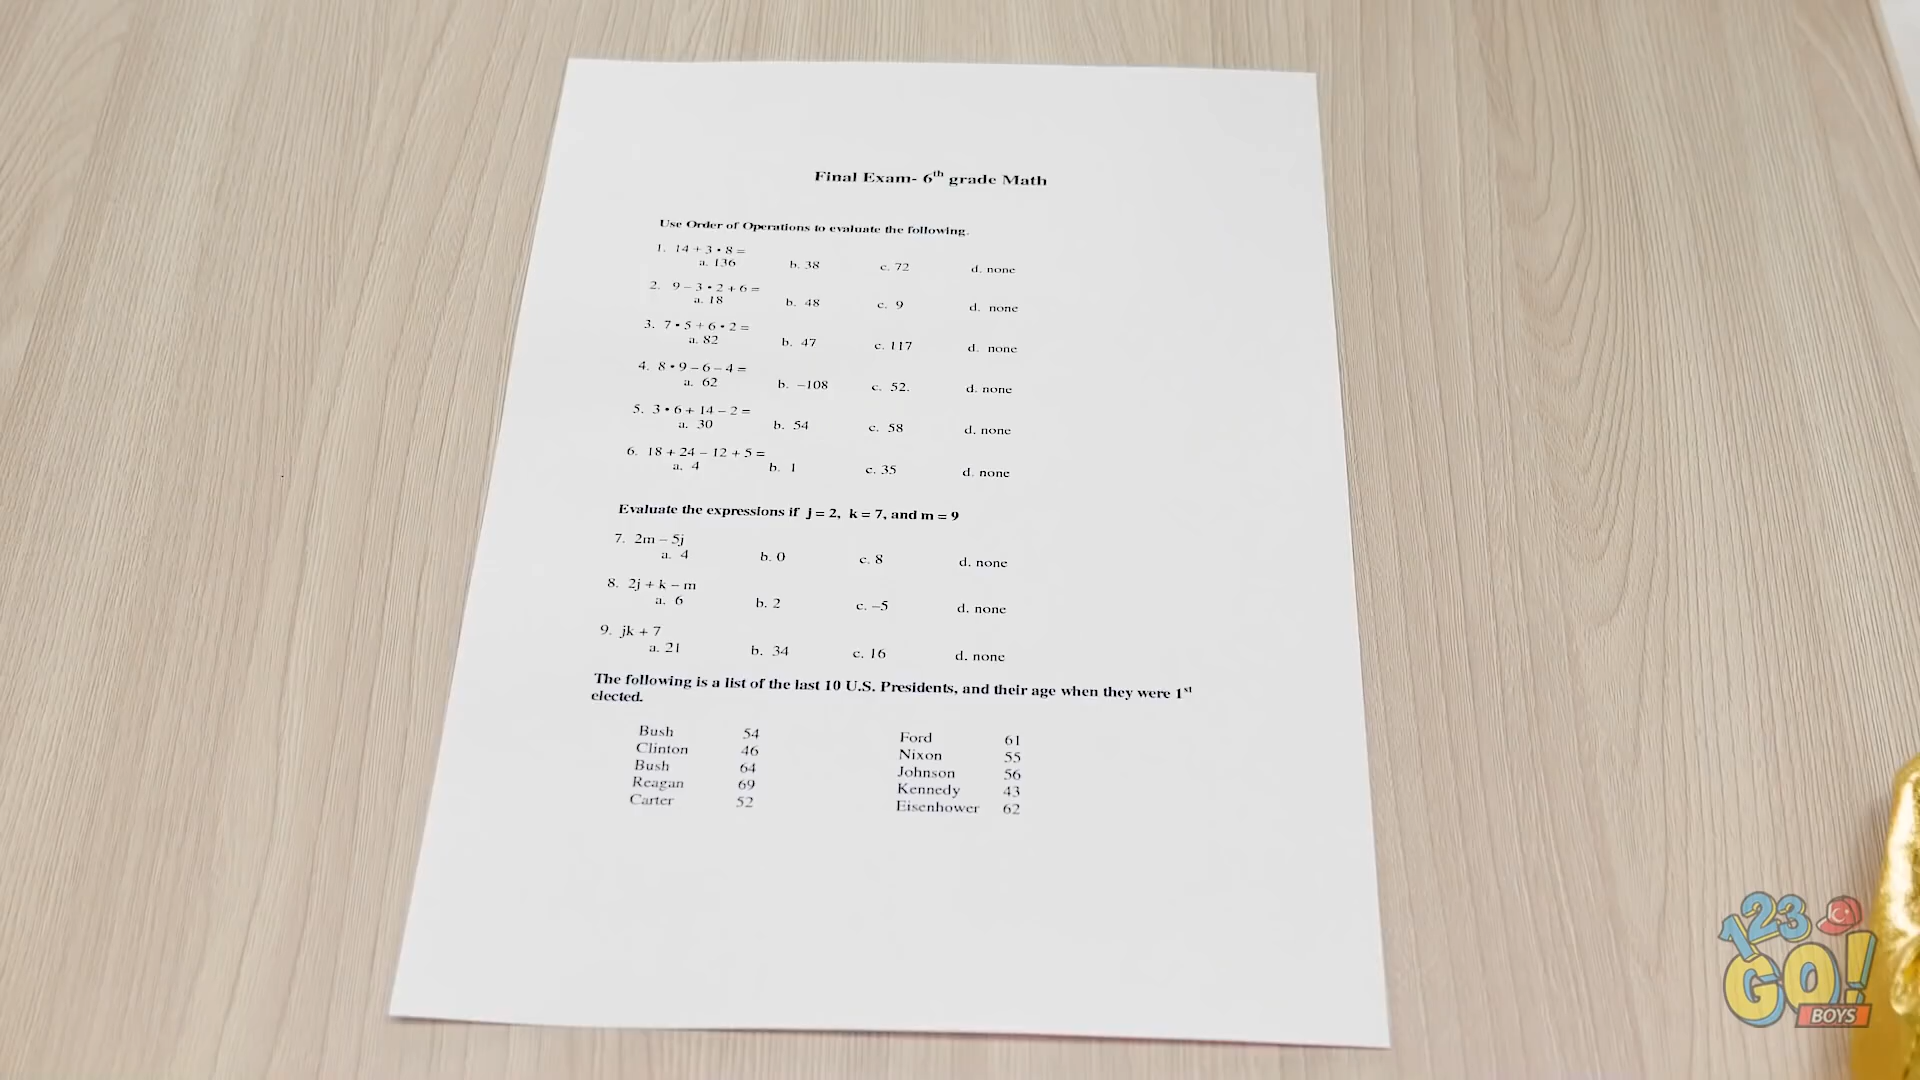 Final Exam- 6th grade Math
Use Order of Operations to evaluate the following.
1. 14 + 3 • 8 =
a. 136 b. 38 c. 72 d. none
2. 9 – 3 • 2 + 6 =
a. 18 b. 48 c. 9 d. none
3. 7 • 5 + 6 • 2 =
a. 82 b. 47 c. 117 d. none
4. 8 • 9 – 6 – 4 =
a. 62 b. –108 c. 52. d. none
5. 3 • 6 + 14 – 2 =
a. 30 b. 54 c. 58 d. none
6. 18 + 24 – 12 + 5 =
a. 4 b. 1 c. 35 d. none
Evaluate the expressions if j = 2, k = 7, and m = 9
7. 2m – 5j
a. 4 b. 0 c. 8 d. none
8. 2j + k – m
a. 6 b. 2 c. –5 d. none
9. jk + 7
a. 21 b. 34 c. 16 d. none
The following is a list of the last 10 U.S. Presidents, and their age when they were 1st
elected.
Bush 54 Ford 61
Clinton 46 Nixon 55
Bush 64 Johnson 56
Reagan 69 Kennedy 43
Carter 52 Eisenhower 62
123
GO!
BOYS